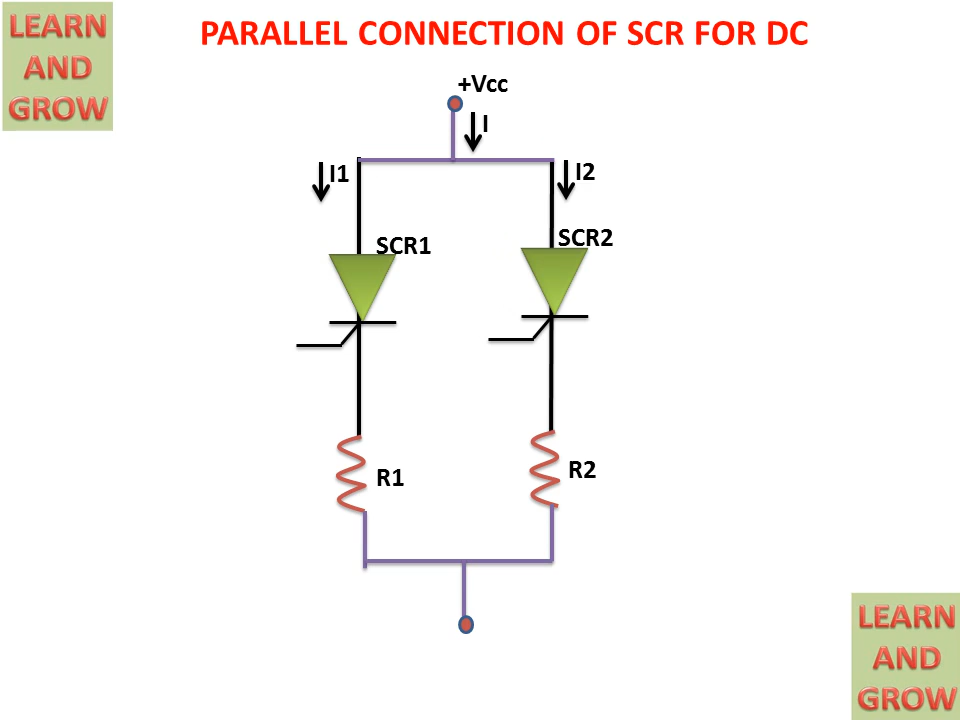 LEARN
AND
GROW
PARALLEL CONNECTION OF SCR FOR DC
+Vcc
I
I1
I2
SCR1
SCR2
R1
R2
LEARN
AND
GROW